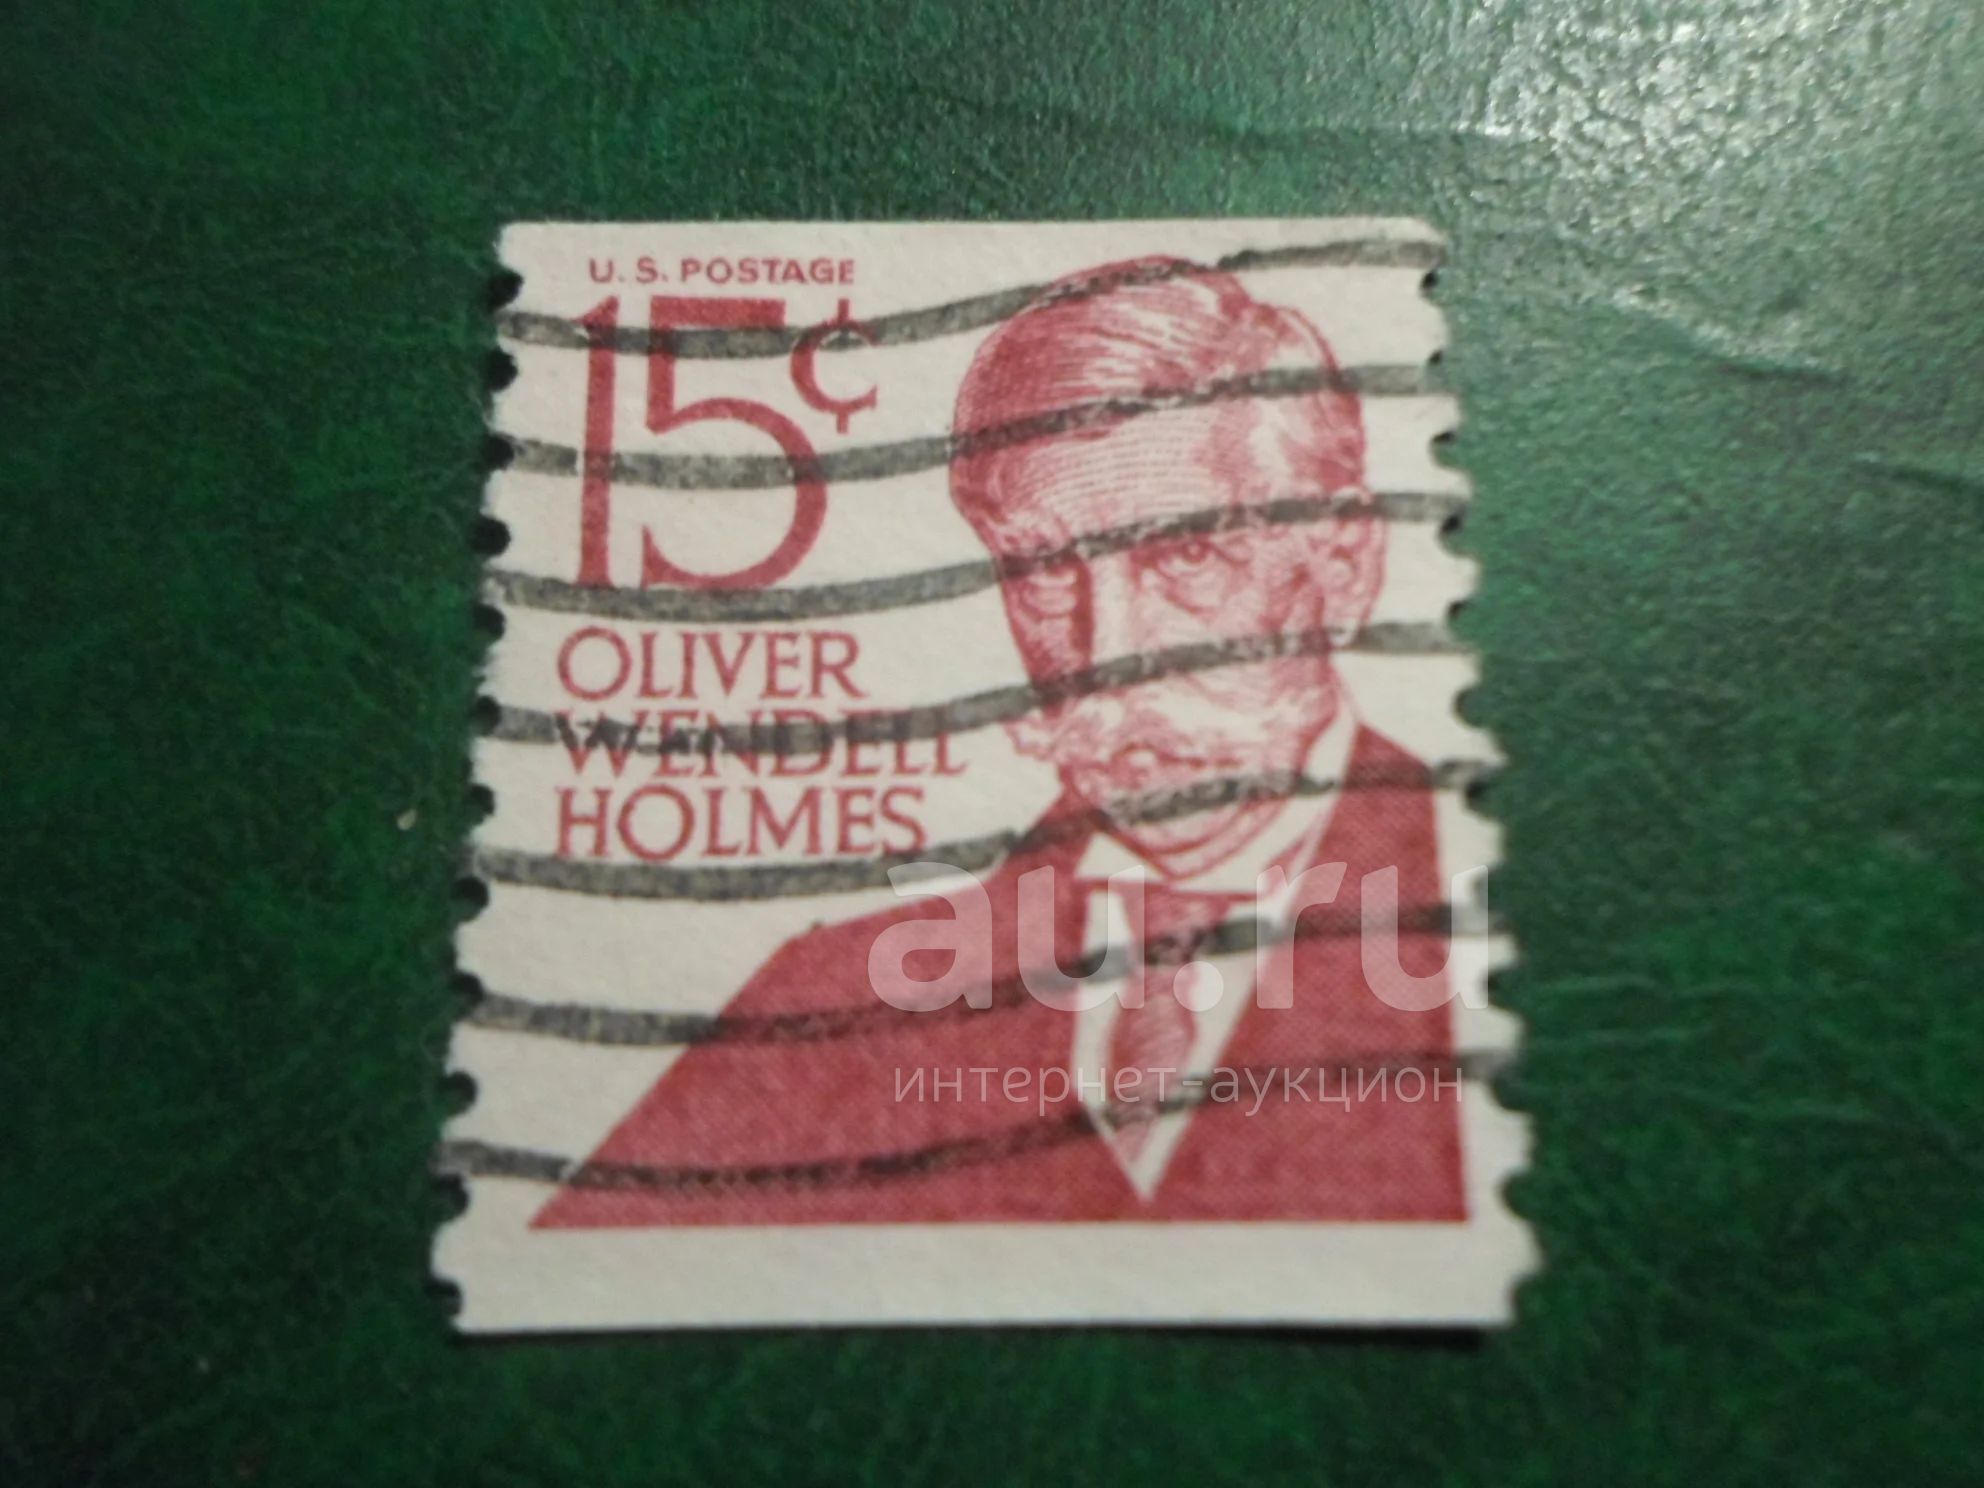 U.S. POSTAGE
15¢
OLIVER
WENDELL
HOLMES
au.ru
интернет-аукцион